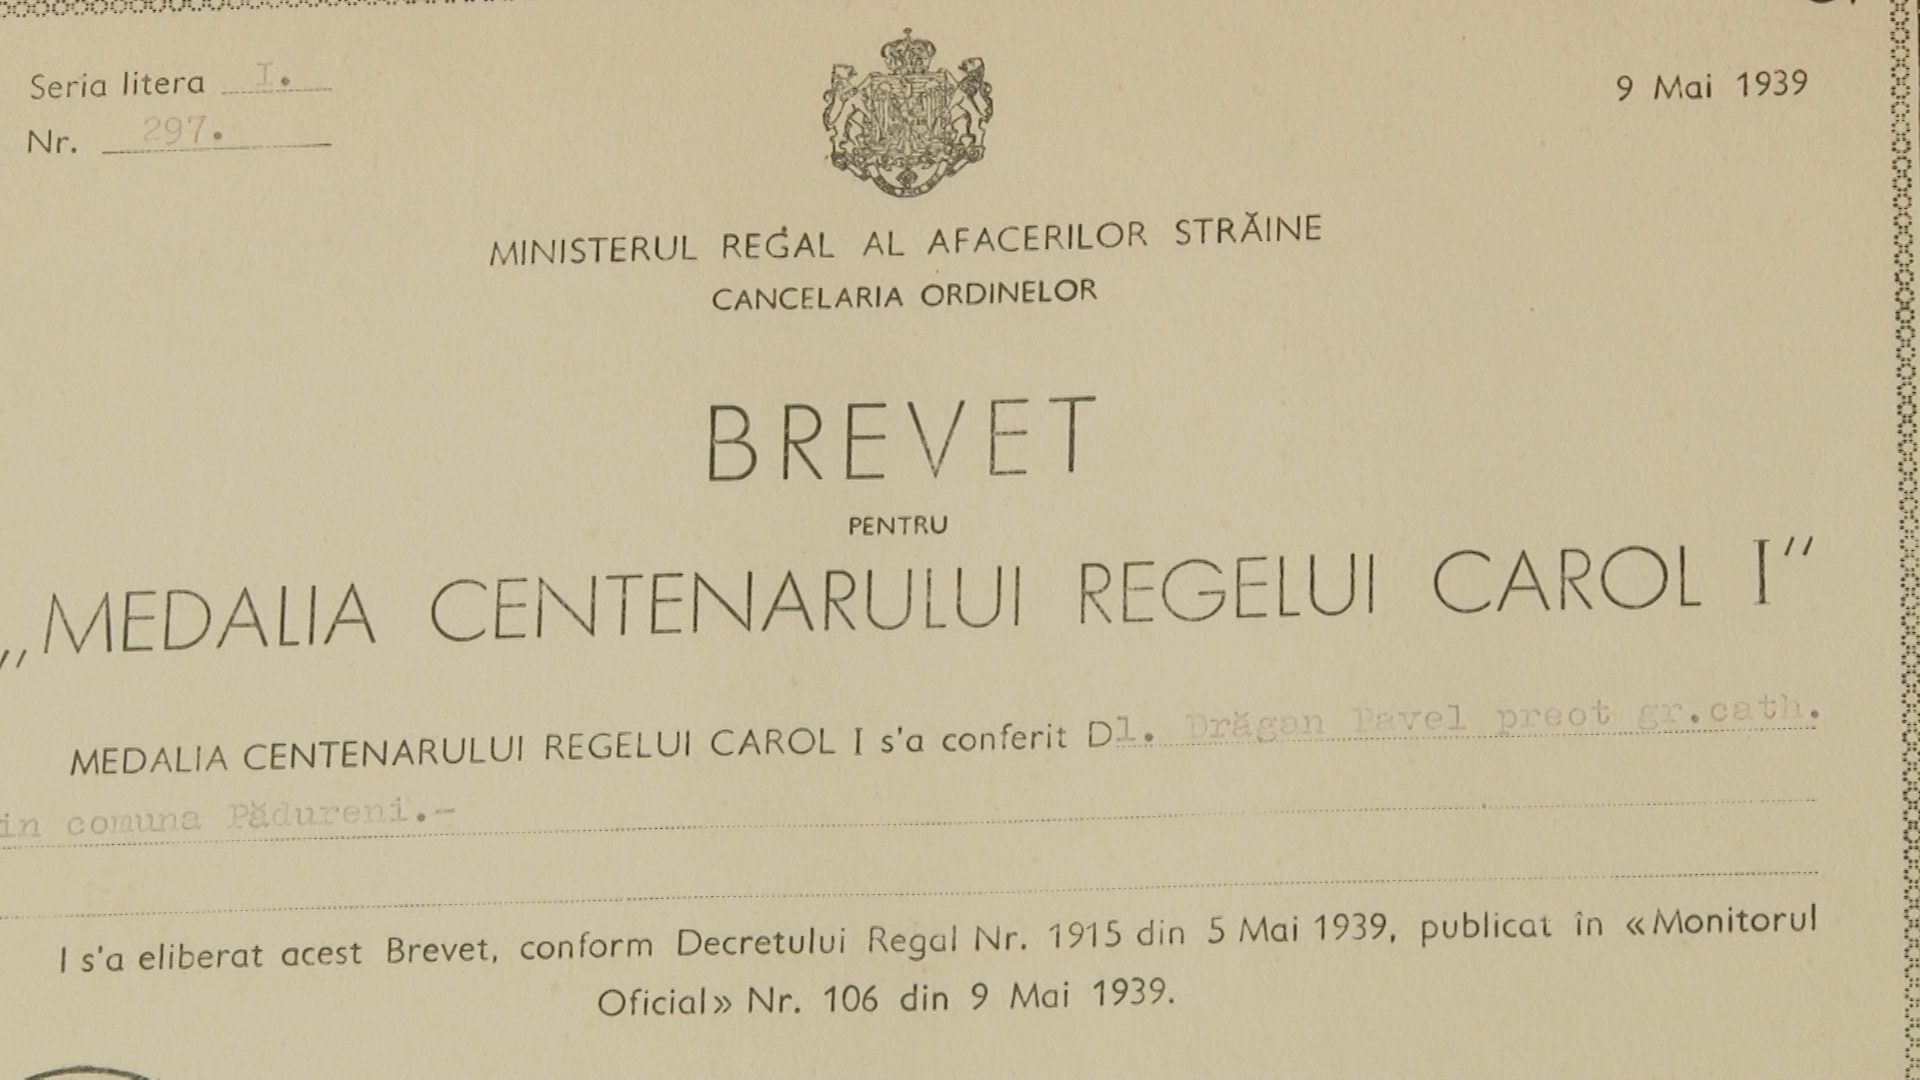 Seria litera I.
Nr. 297.
9 Mai 1939
MINISTERUL REGAL AL AFACERILOR STRĂINE
CANCELARIA ORDINELOR
BREVET
PENTRU
„MEDALIA CENTENARULUI REGELUI CAROL I”
MEDALIA CENTENARULUI REGELUI CAROL I s'a conferit Dl. Drăgan Pavel preot gr.cath.
in comuna Pădureni.-
I s'a eliberat acest Brevet, conform Decretului Regal Nr. 1915 din 5 Mai 1939, publicat în «Monitorul
Oficial» Nr. 106 din 9 Mai 1939.